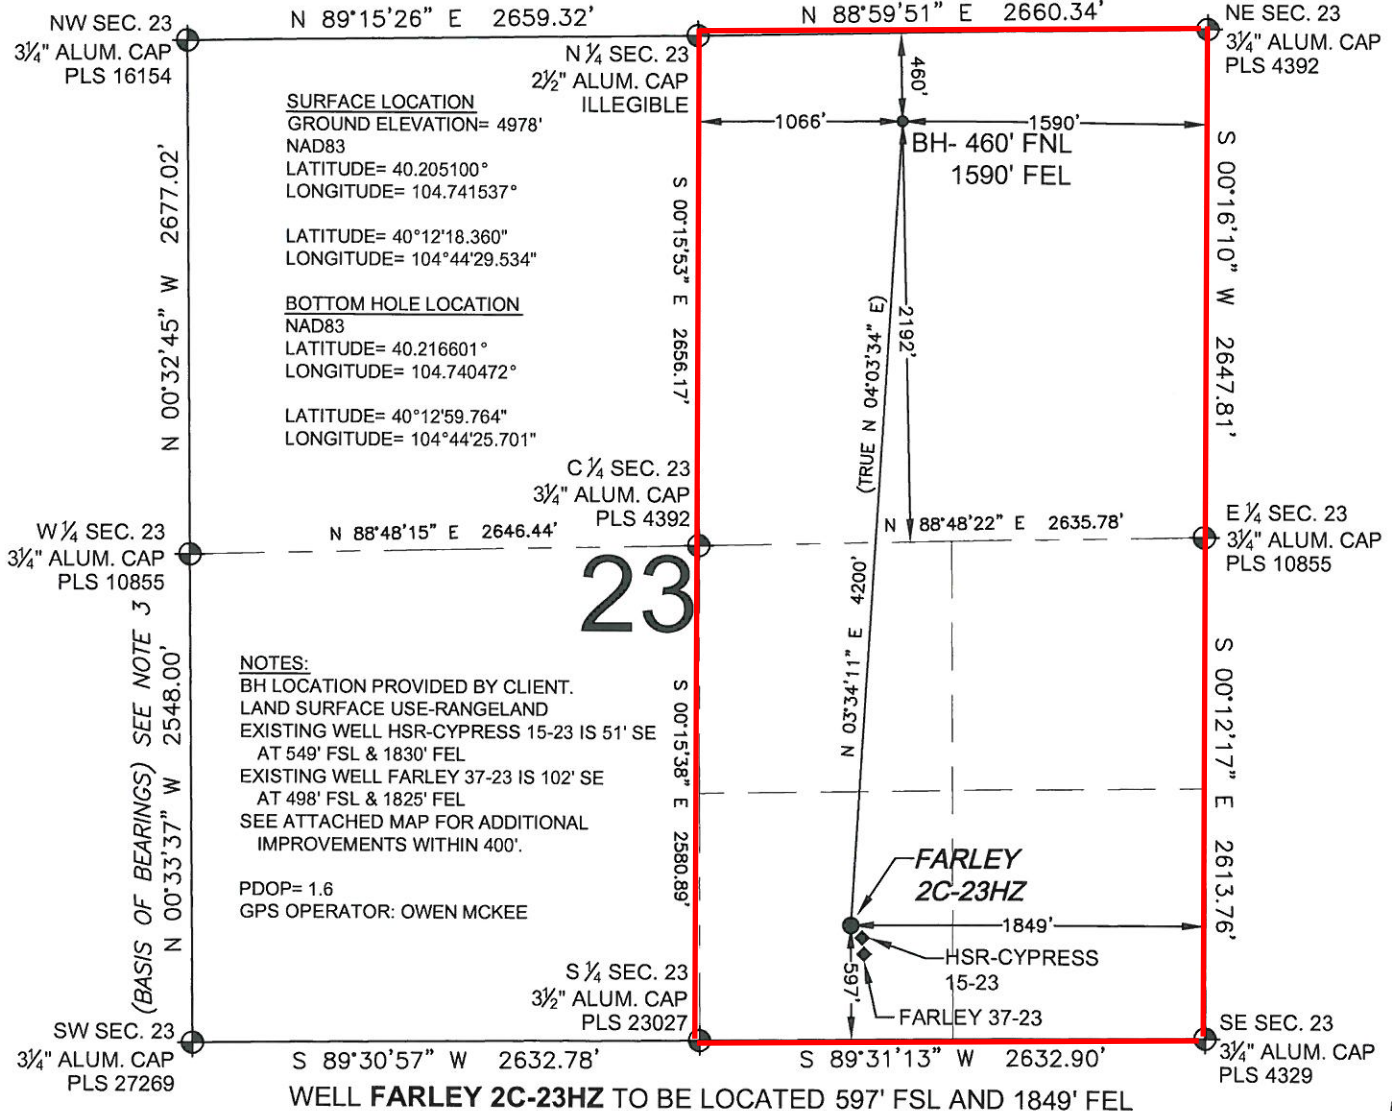 N 89°15'26" E 2659.32'
N 88°59'51" E 2660.34'
NW SEC. 23
3¼" ALUM. CAP
PLS 16154
N ¼ SEC. 23
2½" ALUM. CAP
ILLEGIBLE
NE SEC. 23
3¼" ALUM. CAP
PLS 4392
SURFACE LOCATION
GROUND ELEVATION= 4978'
NAD83
LATITUDE= 40.205100°
LONGITUDE= 104.741537°
LATITUDE= 40°12'18.360"
LONGITUDE= 104°44'29.534"
BOTTOM HOLE LOCATION
NAD83
LATITUDE= 40.216601°
LONGITUDE= 104.740472°
LATITUDE= 40°12'59.764"
LONGITUDE= 104°44'25.701"
460'
1066'
1590'
BH- 460' FNL
1590' FEL
N 00°32'45" W 2677.02'
S 00°15'53" E 2656.17'
2192'
(TRUE N 04°03'34" E)
N 03°34'11" E 4200'
S 00°16'10" W 2647.81'
C ¼ SEC. 23
3¼" ALUM. CAP
PLS 4392
W ¼ SEC. 23
3¼" ALUM. CAP
PLS 10855
N 88°48'15" E 2646.44'
N 88°48'22" E 2635.78'
E ¼ SEC. 23
3¼" ALUM. CAP
PLS 10855
23
NOTES:
BH LOCATION PROVIDED BY CLIENT.
LAND SURFACE USE-RANGELAND
EXISTING WELL HSR-CYPRESS 15-23 IS 51' SE
AT 549' FSL & 1830' FEL
EXISTING WELL FARLEY 37-23 IS 102' SE
AT 498' FSL & 1825' FEL
SEE ATTACHED MAP FOR ADDITIONAL
IMPROVEMENTS WITHIN 400'.
PDOP= 1.6
GPS OPERATOR: OWEN MCKEE
(BASIS OF BEARINGS) SEE NOTE 3
N 00°33'37" W 2548.00'
S 00°15'38" E 2580.89'
S 00°12'17" E 2613.76'
FARLEY
2C-23HZ
1849'
HSR-CYPRESS
15-23
597'
FARLEY 37-23
S ¼ SEC. 23
3½" ALUM. CAP
PLS 23027
SW SEC. 23
3¼" ALUM. CAP
PLS 27269
SE SEC. 23
3¼" ALUM. CAP
PLS 4329
S 89°30'57" W 2632.78'
S 89°31'13" W 2632.90'
WELL FARLEY 2C-23HZ TO BE LOCATED 597' FSL AND 1849' FEL